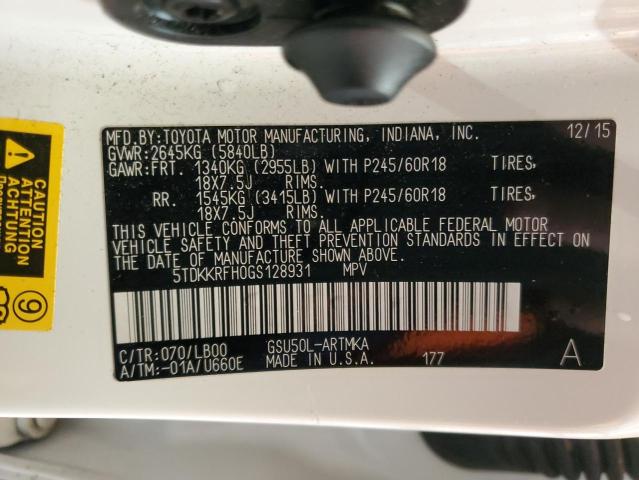 MFD.BY:TOYOTA MOTOR MANUFACTURING, INDIANA, INC. 12/15
GVWR:2645KG (5840LB)
GAWR:FRT. 1340KG (2955LB) WITH P245/60R18 TIRES,
18X7.5J RIMS.
RR. 1545KG (3415LB) WITH P245/60R18 TIRES,
18X7.5J RIMS.
THIS VEHICLE CONFORMS TO ALL APPLICABLE FEDERAL MOTOR
VEHICLE SAFETY AND THEFT PREVENTION STANDARDS IN EFFECT ON
THE DATE OF MANUFACTURE SHOWN ABOVE.
5TDKKRFH0GS128931 MPV
C/TR:070/LB00 GSU50L-ARTMKA
A/TM:-01A/U660E MADE IN U.S.A. 177 A
CAUTION
ATTENTION
9